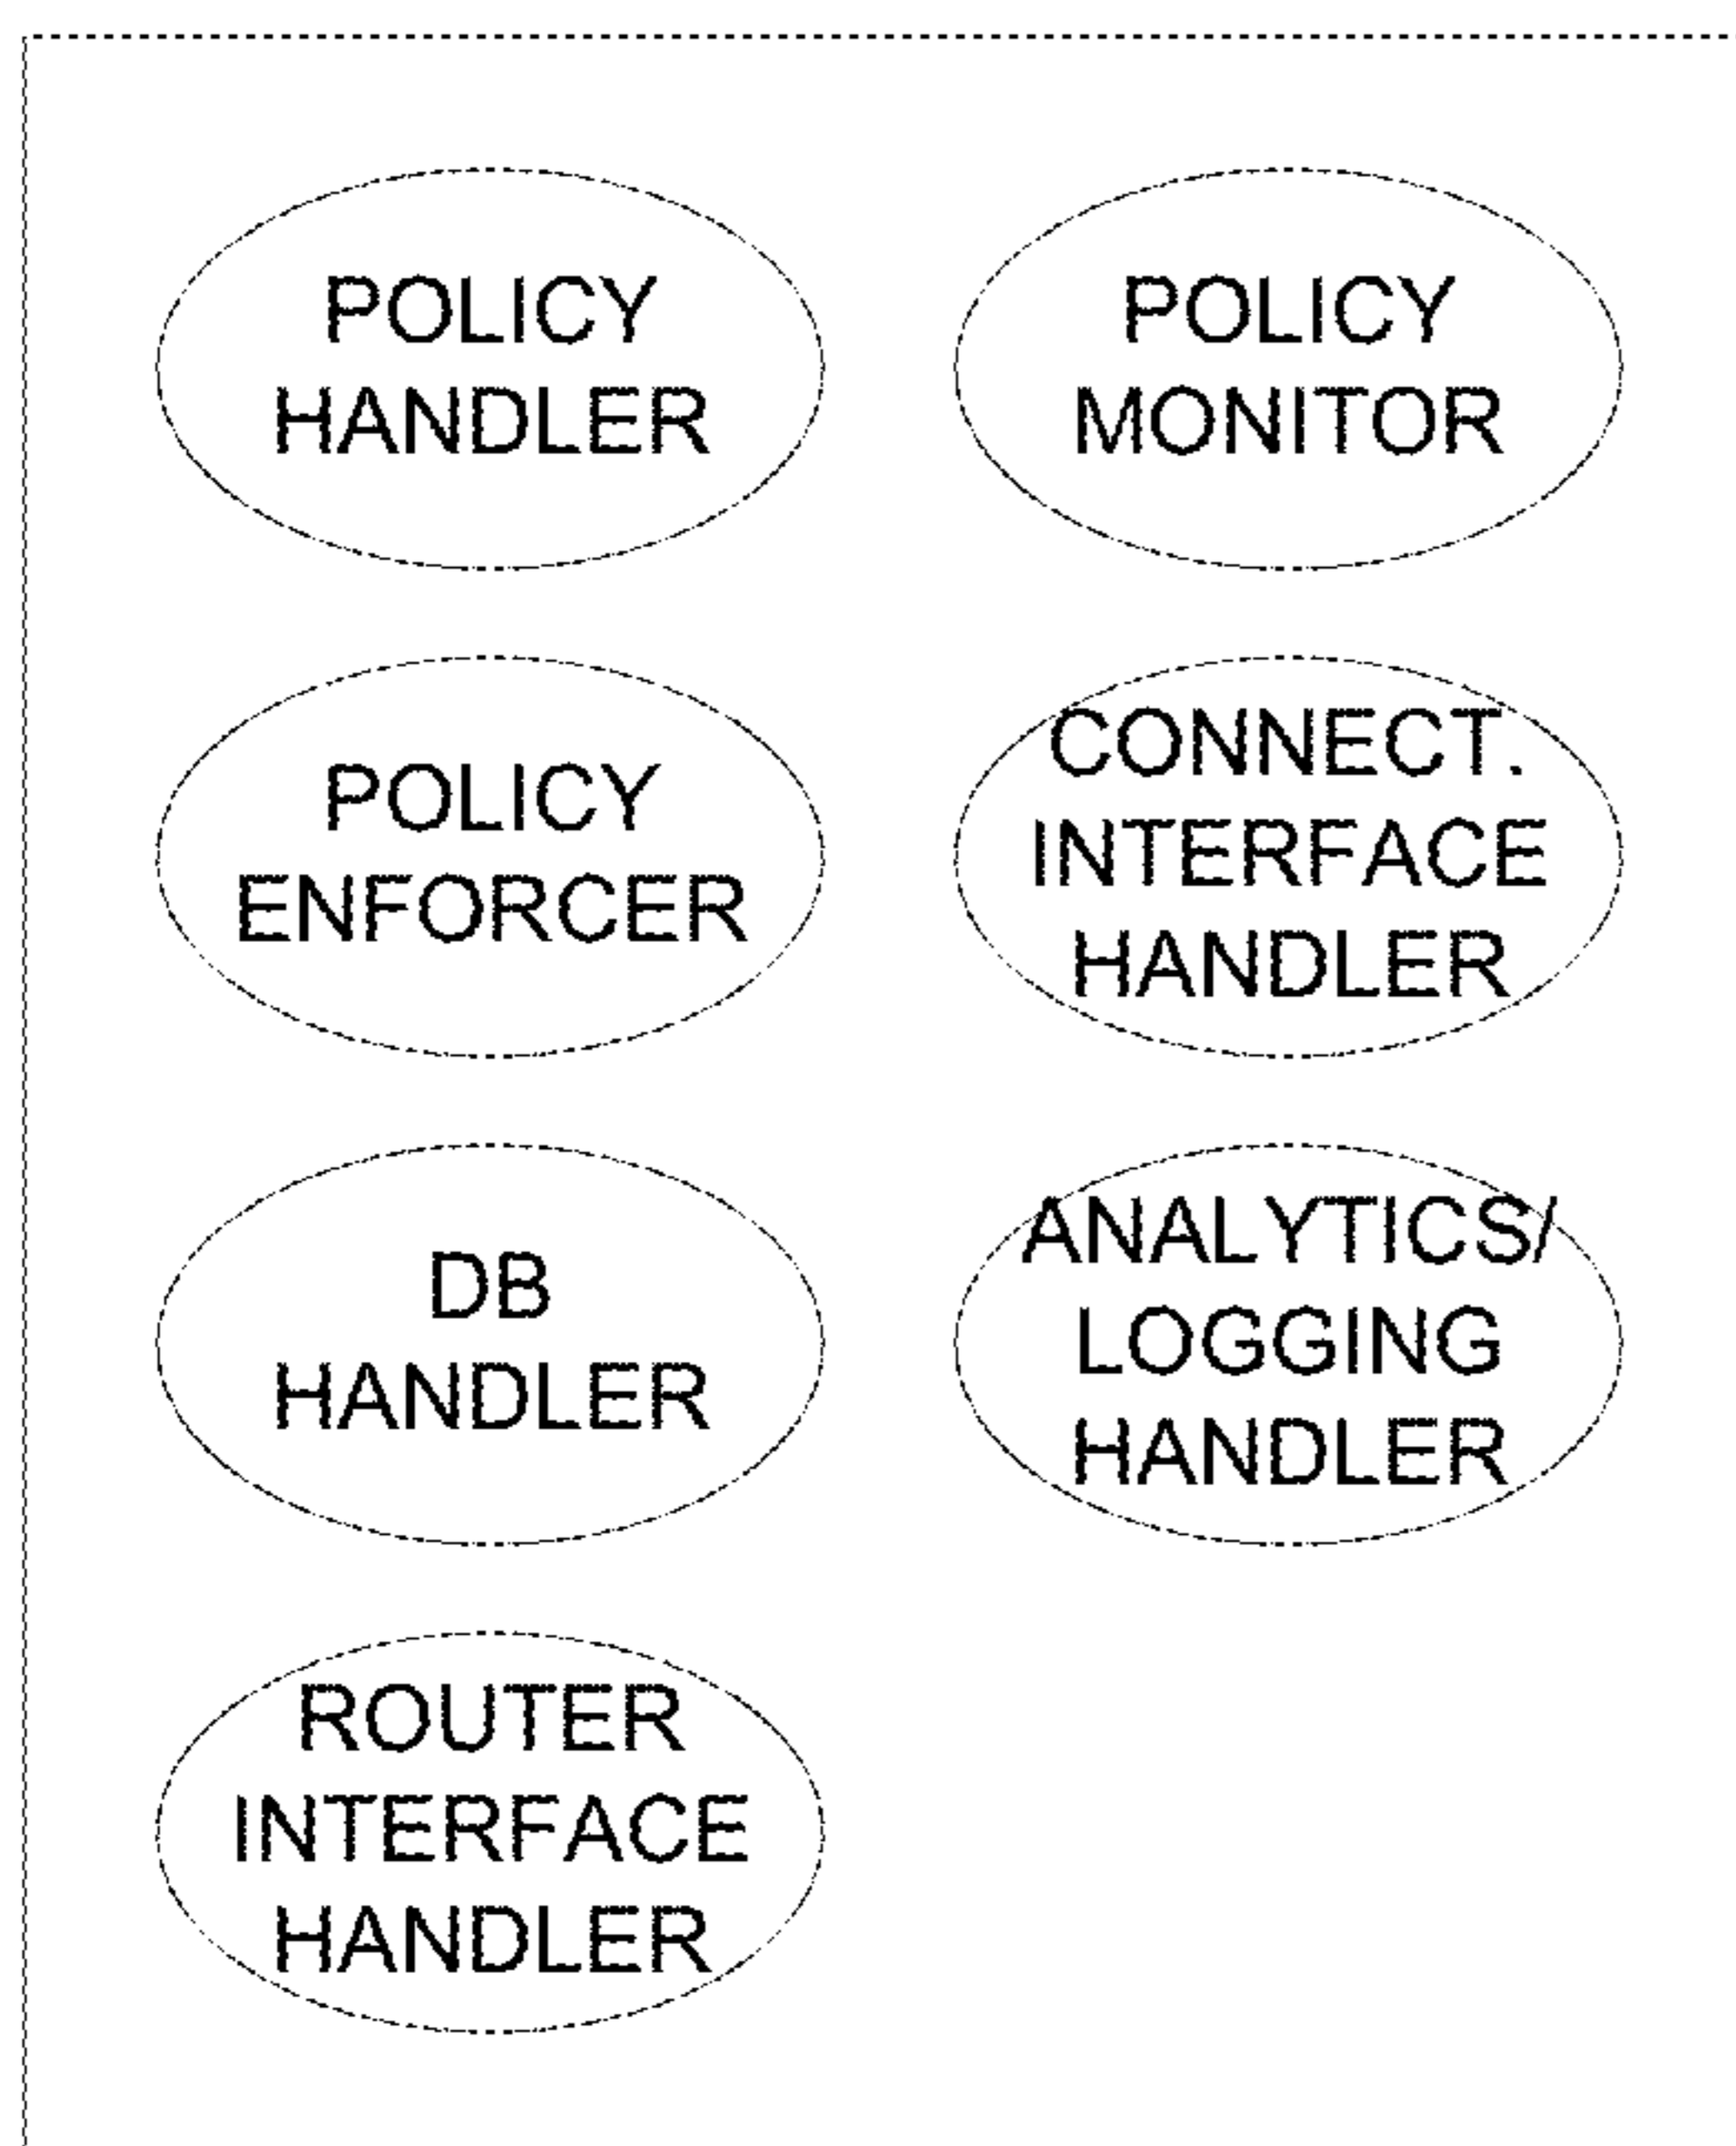 POLICY
HANDLER
POLICY
MONITOR
POLICY
ENFORCER
CONNECT.
INTERFACE
HANDLER
DB
HANDLER
ANALYTICS/
LOGGING
HANDLER
ROUTER
INTERFACE
HANDLER